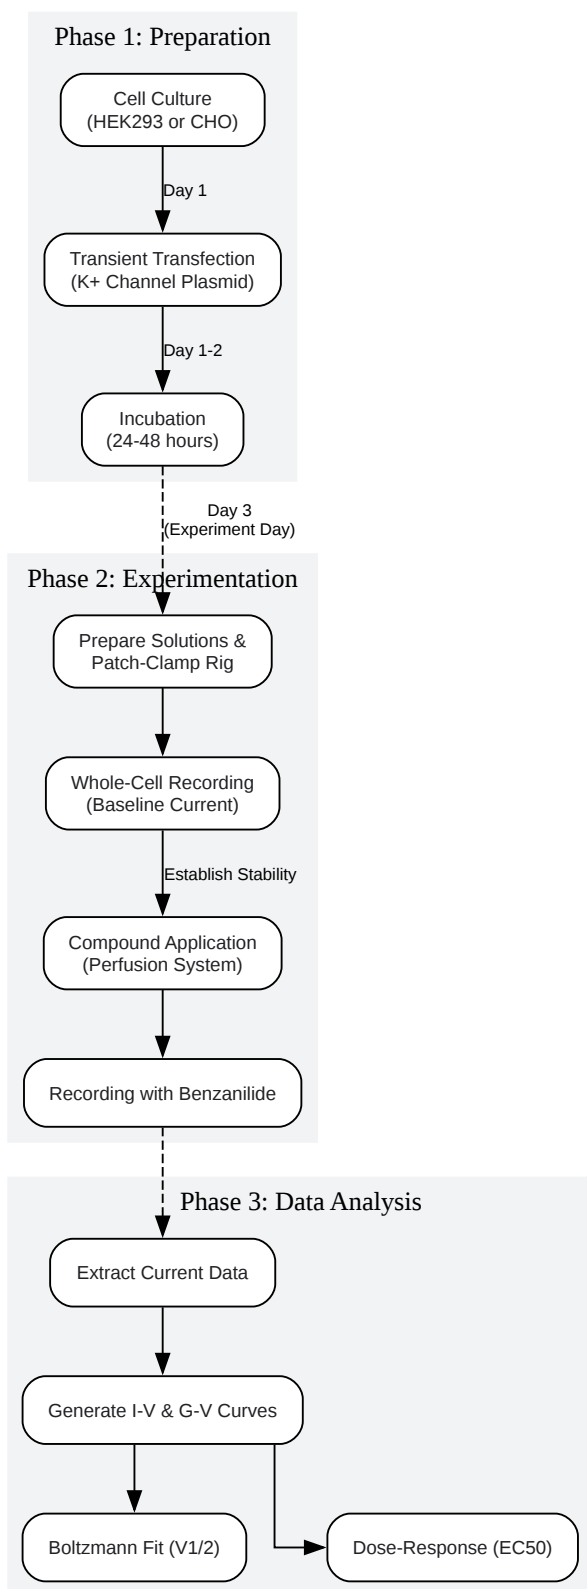 Phase 1: Preparation
Cell Culture
(HEK293 or CHO)
Day 1
Transient Transfection
(K+ Channel Plasmid)
Day 1-2
Incubation
(24-48 hours)
Day 3
(Experiment Day)
Phase 2: Experimentation
Prepare Solutions &
Patch-Clamp Rig
Whole-Cell Recording
(Baseline Current)
Establish Stability
Compound Application
(Perfusion System)
Recording with Benzanilide
Phase 3: Data Analysis
Extract Current Data
Generate I-V & G-V Curves
Boltzmann Fit (V1/2)
Dose-Response (EC50)